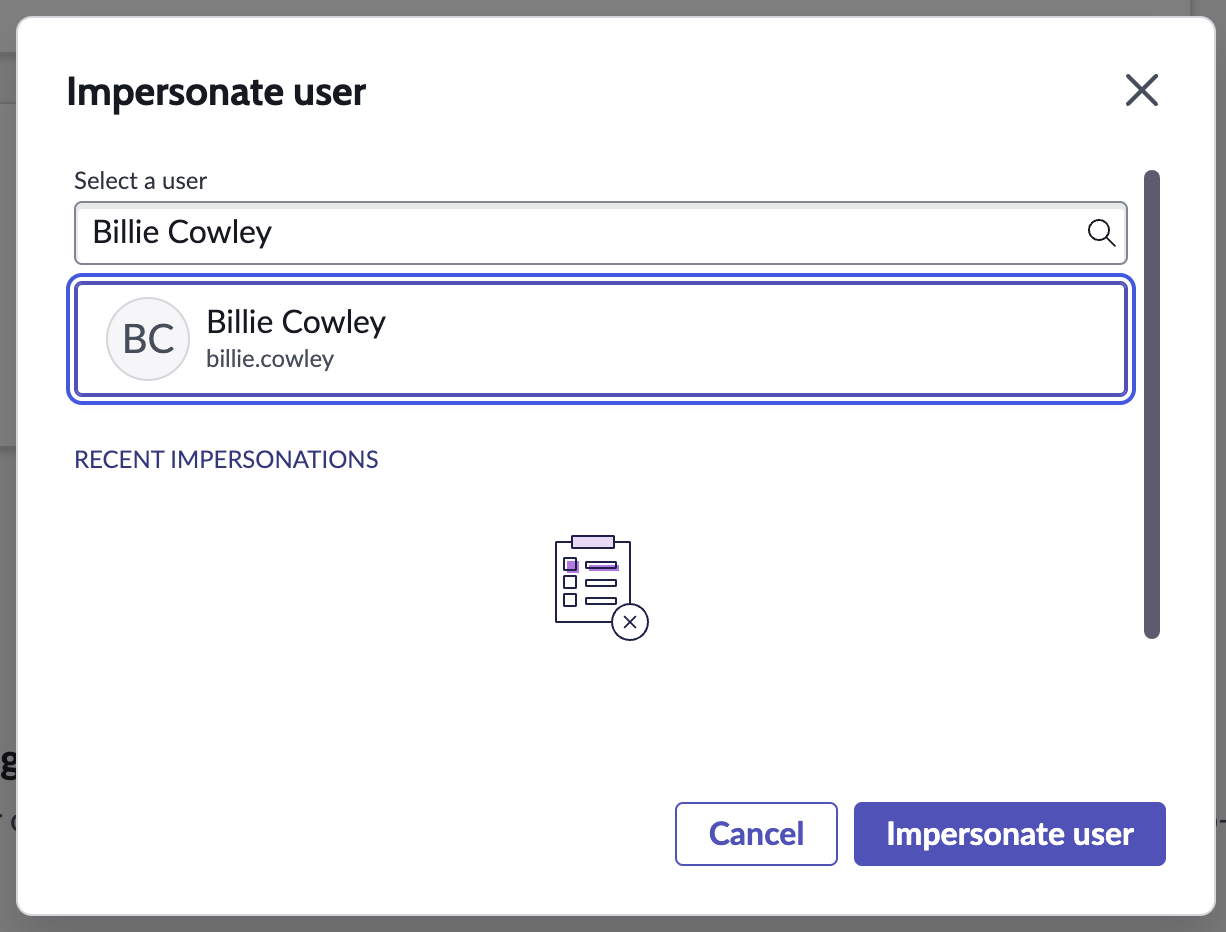 Impersonate user
Select a user
Billie Cowley
BC
Billie Cowley
billie.cowley
RECENT IMPERSONATIONS
Cancel
Impersonate user